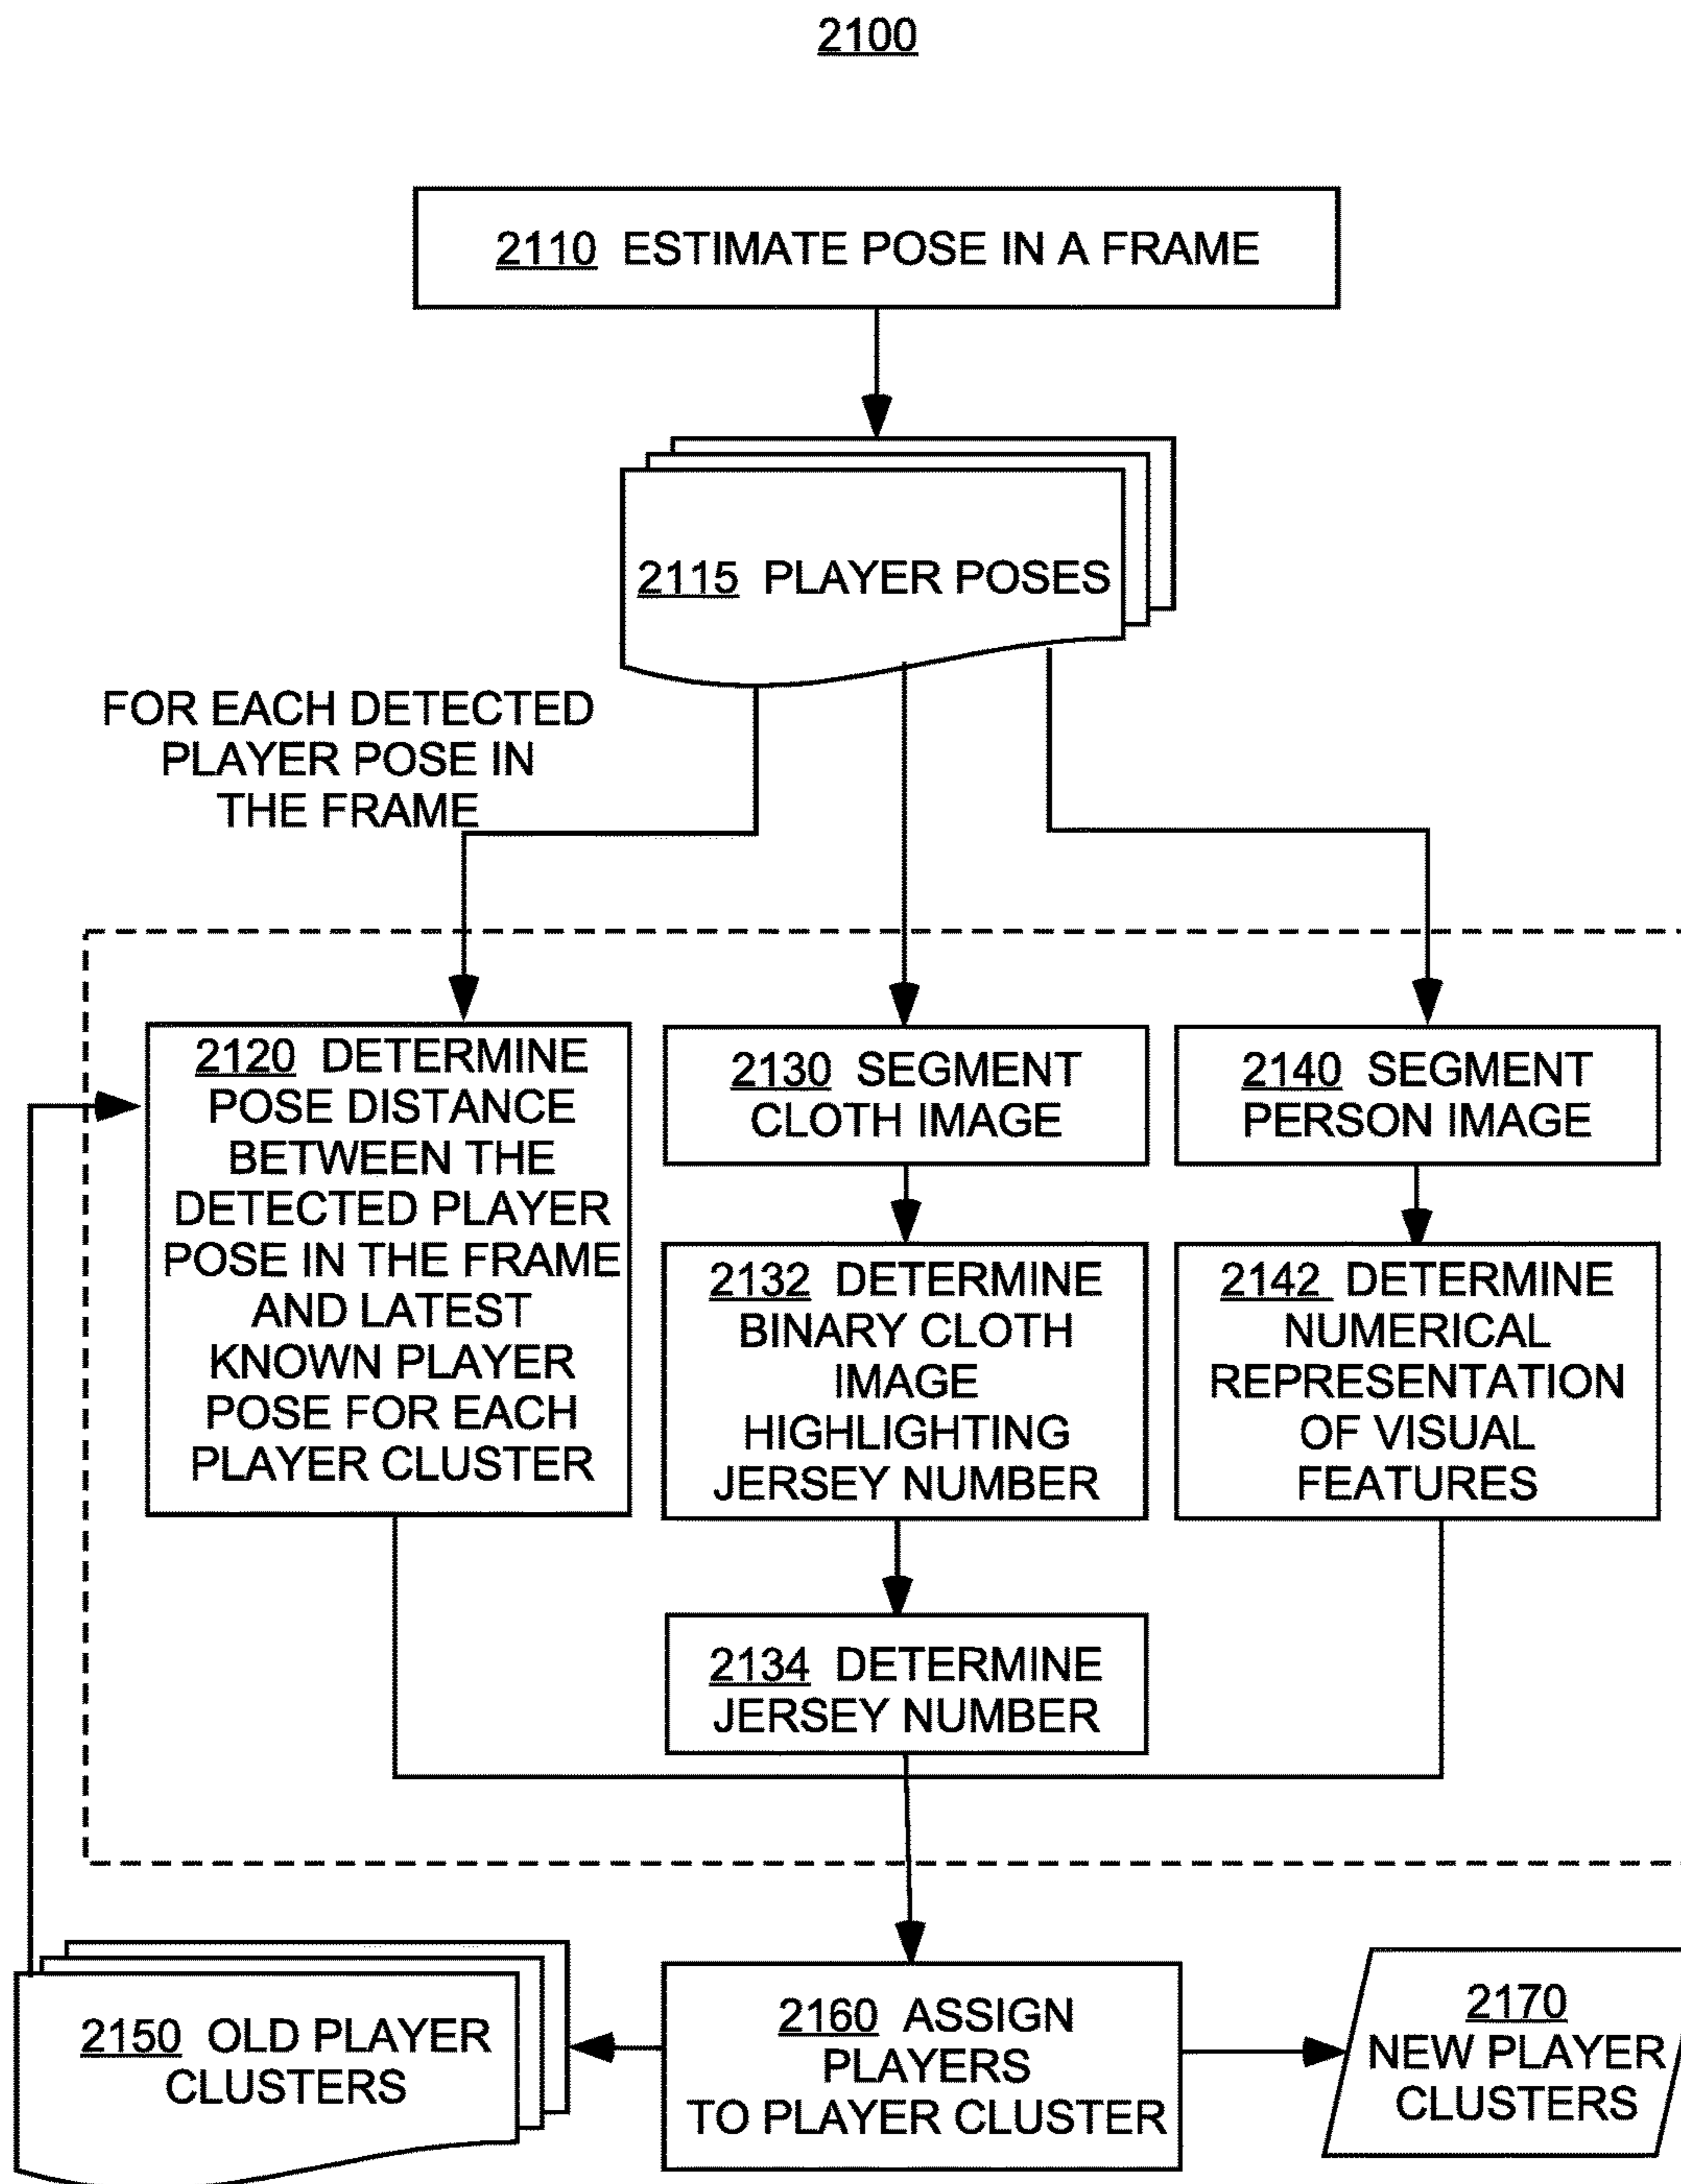 2100
2110 ESTIMATE POSE IN A FRAME
2115 PLAYER POSES
FOR EACH DETECTED
PLAYER POSE IN
THE FRAME
2120 DETERMINE
POSE DISTANCE
BETWEEN THE
DETECTED PLAYER
POSE IN THE FRAME
AND LATEST
KNOWN PLAYER
POSE FOR EACH
PLAYER CLUSTER
2130 SEGMENT
CLOTH IMAGE
2140 SEGMENT
PERSON IMAGE
2132 DETERMINE
BINARY CLOTH
IMAGE
HIGHLIGHTING
JERSEY NUMBER
2142 DETERMINE
NUMERICAL
REPRESENTATION
OF VISUAL
FEATURES
2134 DETERMINE
JERSEY NUMBER
2150 OLD PLAYER
CLUSTERS
2160 ASSIGN
PLAYERS
TO PLAYER CLUSTER
2170
NEW PLAYER
CLUSTERS